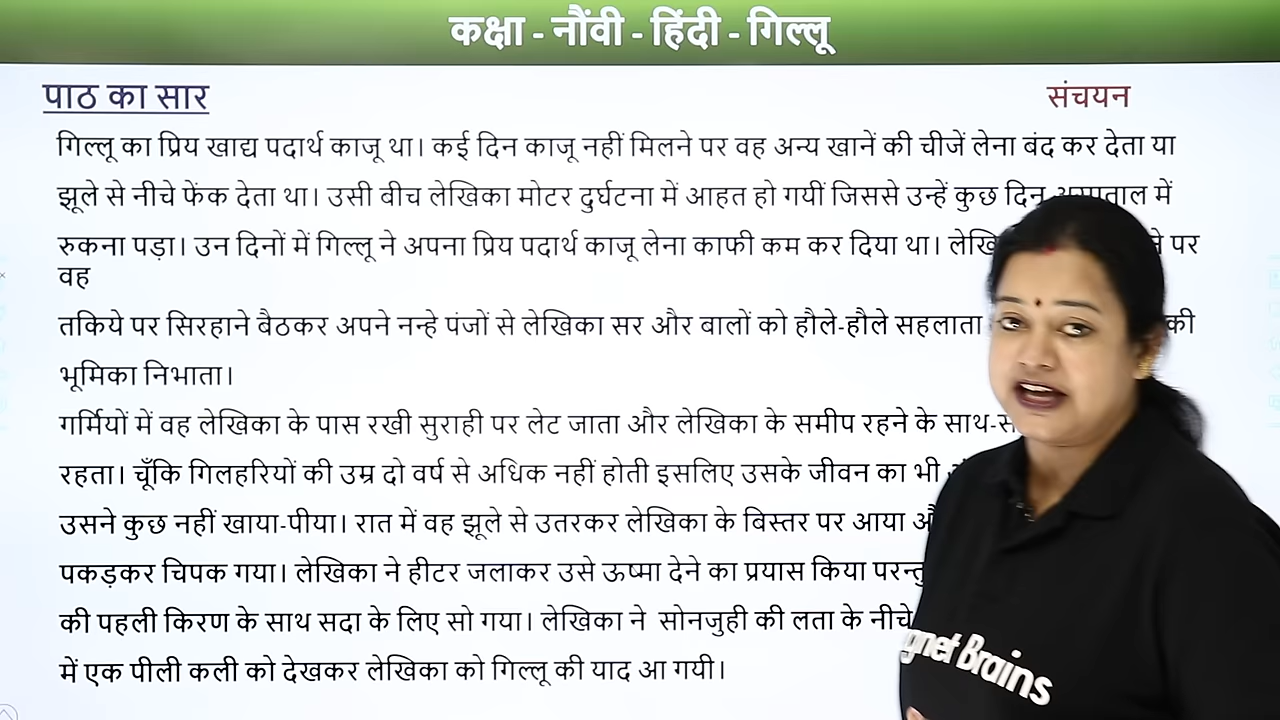 कक्षा - नौंवी - हिंदी - गिल्लू
पाठ का सार
संचयन
गिल्लू का प्रिय खाद्य पदार्थ काजू था। कई दिन काजू नहीं मिलने पर वह अन्य खानें की चीजें लेना बंद कर देता या
झूले से नीचे फेंक देता था। उसी बीच लेखिका मोटर दुर्घटना में आहत हो गयीं जिससे उन्हें कुछ दिन में
रुकना पड़ा। उन दिनों में गिल्लू ने अपना प्रिय पदार्थ काजू लेना काफी कम कर दिया था। पर
वह
तकिये पर सिरहाने बैठकर अपने नन्हे पंजों से लेखिका सर और बालों को हौले-हौले सहलाता की
भूमिका निभाता।
गर्मियों में वह लेखिका के पास रखी सुराही पर लेट जाता और लेखिका के समीप रहने के
रहता। चूँकि गिलहरियों की उम्र दो वर्ष से अधिक नहीं होती इसलिए उसके जीवन का भी
उसने कुछ नहीं खाया-पीया। रात में वह झूले से उतरकर लेखिका के विस्तर पर आया
पकड़कर चिपक गया। लेखिका ने हीटर जलाकर उसे ऊष्मा देने का प्रयास किया
की पहली किरण के साथ सदा के लिए सो गया। लेखिका ने सोनजुही की लता के नीचे
में एक पीली कली को देखकर लेखिका को गिल्लू की याद आ गयी।
Brains